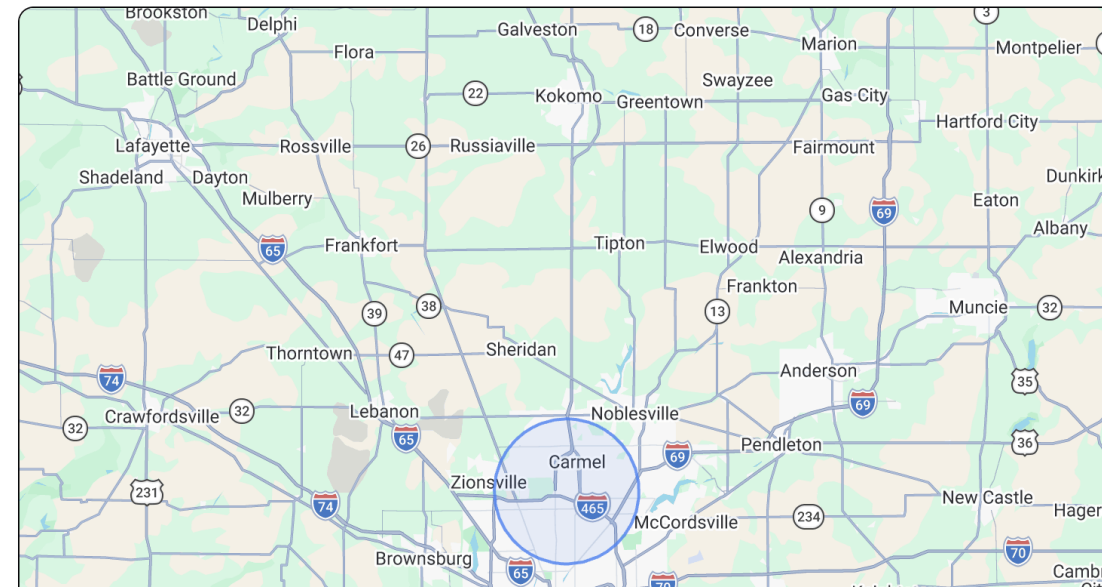 Brookston
Delphi
Galveston
18
Converse
3
Marion
Montpelier
Flora
Battle Ground
Swayzee
22
Kokomo
Greentown
Gas City
Hartford City
Lafayette
Rossville
26
Russiaville
Fairmount
Shadeland
Dayton
Dunkirk
Mulberry
Eaton
9
69
Albany
65
Frankfort
Tipton
Elwood
Alexandria
Frankton
39
38
13
Muncie
32
Thorntown
47
Sheridan
Anderson
74
35
Crawfordsville
32
Lebanon
Noblesville
69
32
65
Pendleton
36
69
Carmel
Zionsville
231
74
465
New Castle
McCordsville
234
Hager
Brownsburg
65
70
70
Camb